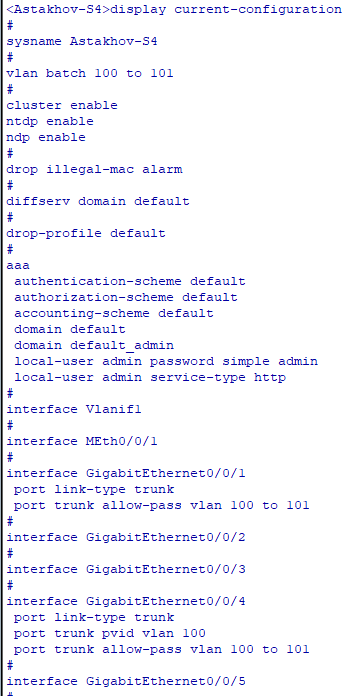 <Astakhov-S4>display current-configuration
#
sysname Astakhov-S4
#
vlan batch 100 to 101
#
cluster enable
ntdp enable
ndp enable
#
drop illegal-mac alarm
#
diffserv domain default
#
drop-profile default
#
aaa
 authentication-scheme default
 authorization-scheme default
 accounting-scheme default
 domain default
 domain default_admin
 local-user admin password simple admin
 local-user admin service-type http
#
interface Vlanif1
#
interface MEth0/0/1
#
interface GigabitEthernet0/0/1
 port link-type trunk
 port trunk allow-pass vlan 100 to 101
#
interface GigabitEthernet0/0/2
#
interface GigabitEthernet0/0/3
#
interface GigabitEthernet0/0/4
 port link-type trunk
 port trunk pvid vlan 100
 port trunk allow-pass vlan 100 to 101
#
interface GigabitEthernet0/0/5
#